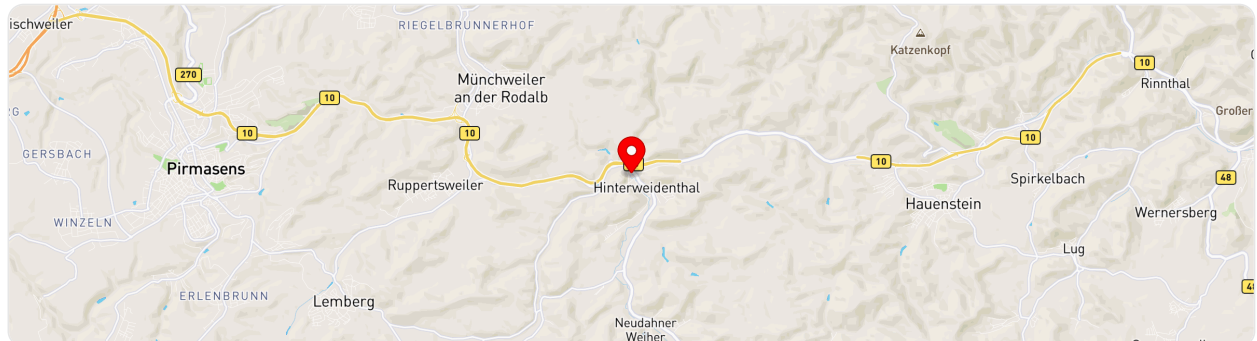 ischweiler
RIEGELBRUNNERHOF
Katzenkopf
270
Münchweiler
an der Rodalb
10
Rinnthal
10
Großer
10
10
10
GERSBACH
Pirmasens
10
Ruppertsweiler
Hinterweidenthal
Spirkelbach
48
Hauenstein
Wernersberg
WINZELN
Lug
ERLENBRUNN
Lemberg
Neudahner
Weiher